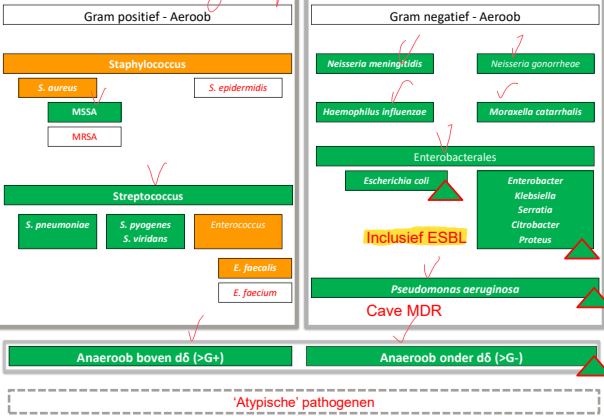 Gram positief - Aeroob
Staphylococcus
S. aureus
S. epidermidis
MSSA
MRSA
Streptococcus
S. pneumoniae
S. pyogenes
S. viridans
Enterococcus
E. faecalis
E. faecium
Gram negatief - Aeroob
Neisseria meningitidis
Neisseria gonorrheae
Haemophilus influenzae
Moraxella catarrhalis
Enterobacterales
Escherichia coli
Enterobacter
Klebsiella
Serratia
Citrobacter
Proteus
Inclusief ESBL
Pseudomonas aeruginosa
Cave MDR
Anaeroob boven dδ (>G+)
Anaeroob onder dδ (>G-)
'Atypische' pathogenen